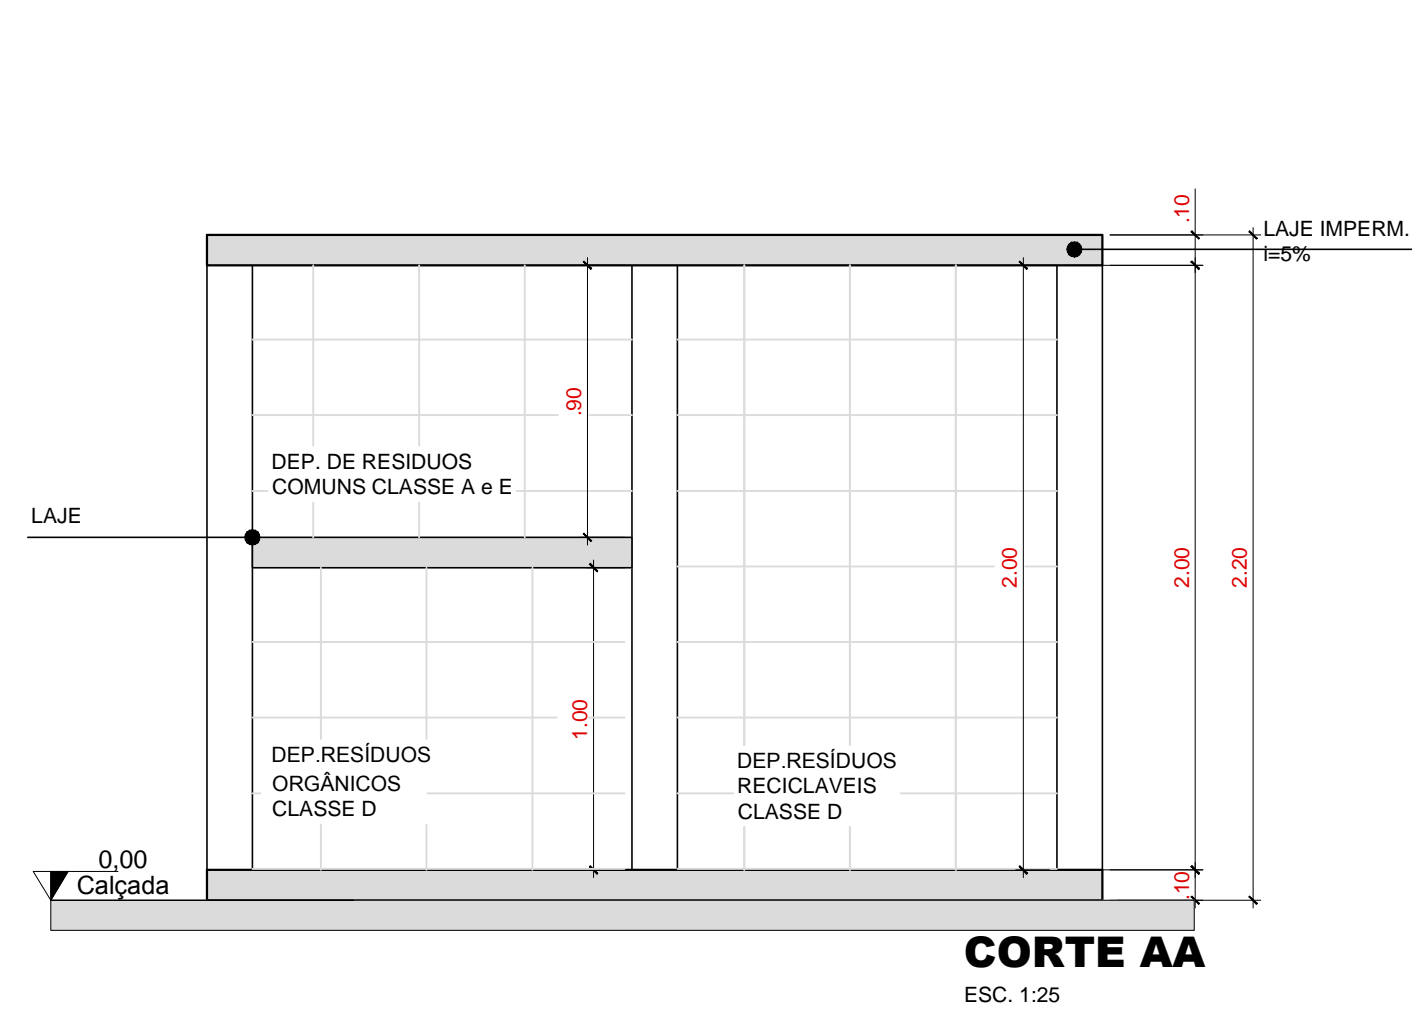 .10
LAJE IMPERM.
i=5%
.90
DEP. DE RESIDUOS
COMUNS CLASSE A e E
LAJE
2.00
2.00
2.20
1.00
DEP.RESÍDUOS
ORGÂNICOS
CLASSE D
DEP.RESÍDUOS
RECICLAVEIS
CLASSE D
0,00
Calçada
.10
CORTE AA
ESC. 1:25